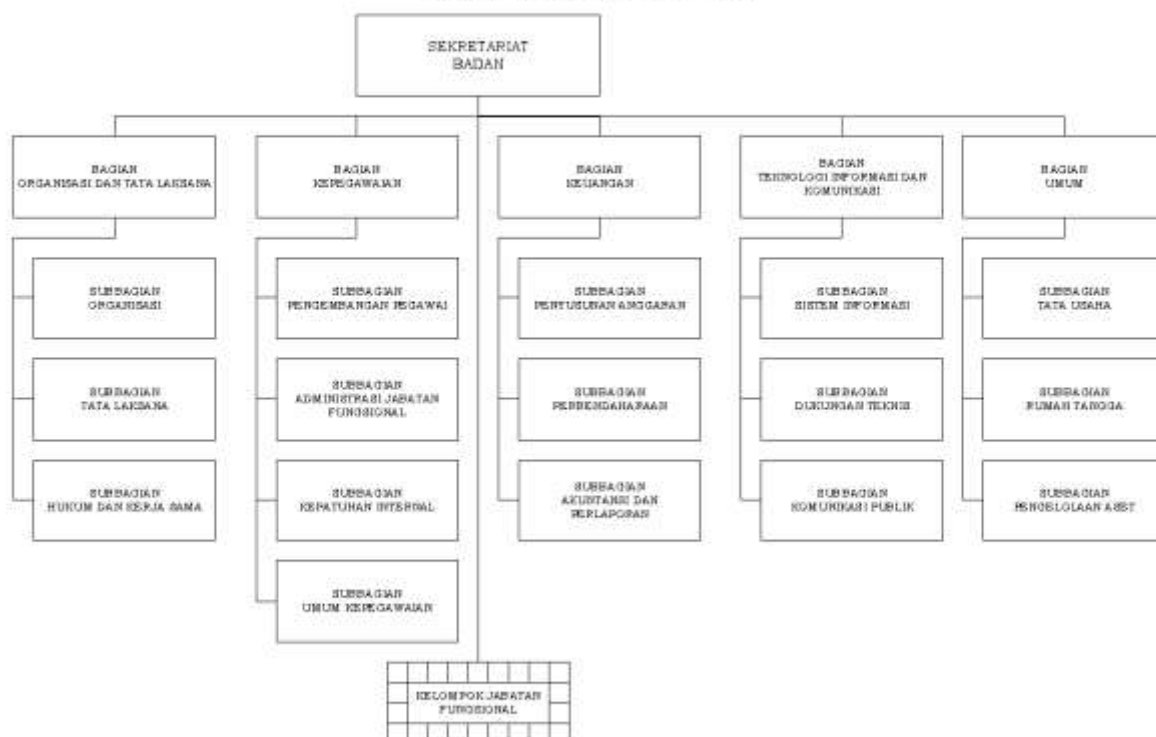 SEKRETARIAT
BADAN
BAGIAN
ORGANISASI DAN TATA LAKSANA
BAGIAN
KEPEGAWAIAN
BAGIAN
KEUANGAN
BAGIAN
TEKNOLOGI INFORMASI DAN
KOMUNIKASI
BAGIAN
UMUM
SUBBAGIAN
ORGANISASI
SUBBAGIAN
PENGEMBANGAN PEGAWAI
SUBBAGIAN
PENYUSUNAN ANGGARAN
SUBBAGIAN
SISTEM INFORMASI
SUBBAGIAN
TATA USAHA
SUBBAGIAN
TATA LAKSANA
SUBBAGIAN
ADMINISTRASI JABATAN
FUNGSIONAL
SUBBAGIAN
PERBENDAHARAAN
SUBBAGIAN
DUKUNGAN TEKNIS
SUBBAGIAN
RUMAH TANGGA
SUBBAGIAN
HUKUM DAN KERJA SAMA
SUBBAGIAN
KEPATUHAN INTERNAL
SUBBAGIAN
AKUNTANSI DAN
PERLAPORAN
SUBBAGIAN
KOMUNIKASI PUBLIK
SUBBAGIAN
PENGELOLAAN ASET
SUBBAGIAN
UMUM KEPEGAWAIAN
KELOMPOK JABATAN
FUNGSIONAL